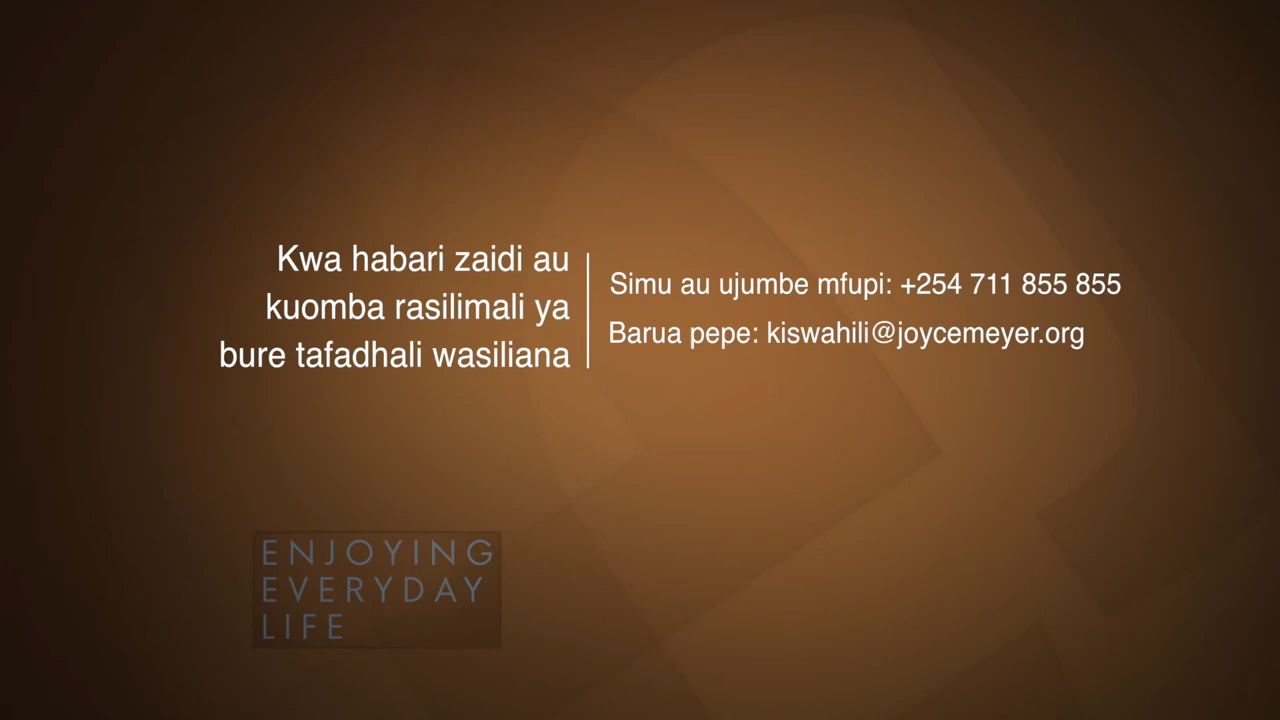 Kwa habari zaidi au
kuomba rasilimali ya
bure tafadhali wasiliana
Simu au ujumbe mfupi: +254 711 855 855
Barua pepe: kiswahili@joycemeyer.org
ENJOYING
EVERYDAY
LIFE